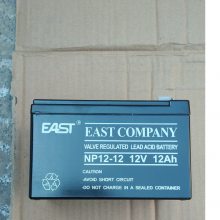 EAST
EAST COMPANY
VALVE REGULATED LEAD ACID BATTERY
NP12-12 12V 12Ah
CAUTION:
-AVOID SHORT CIRCUIT
-DO NOT CHARGE IN A SEALED CONTAINER